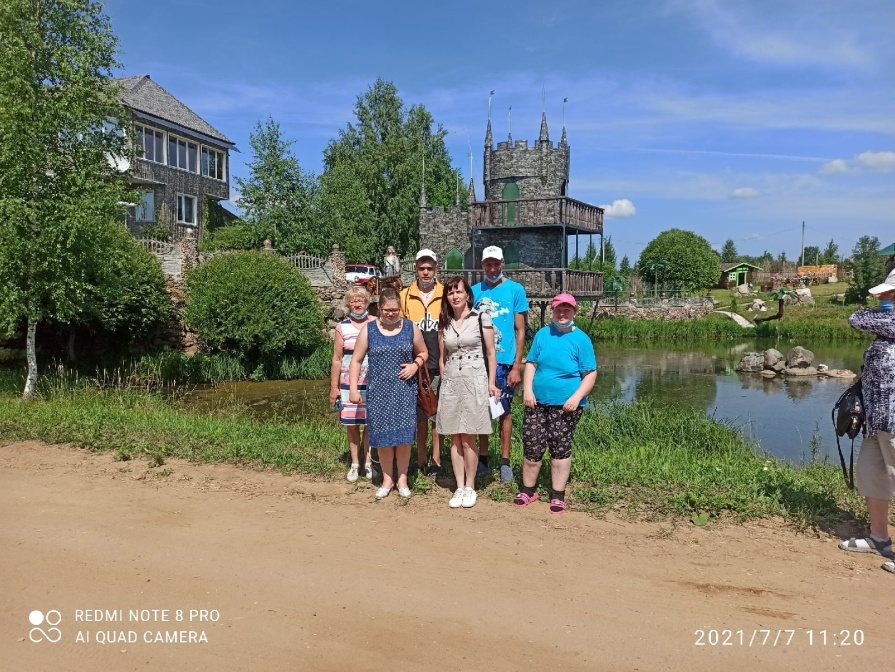 REDMI NOTE 8 PRO
AI QUAD CAMERA
2021/7/7 11:20